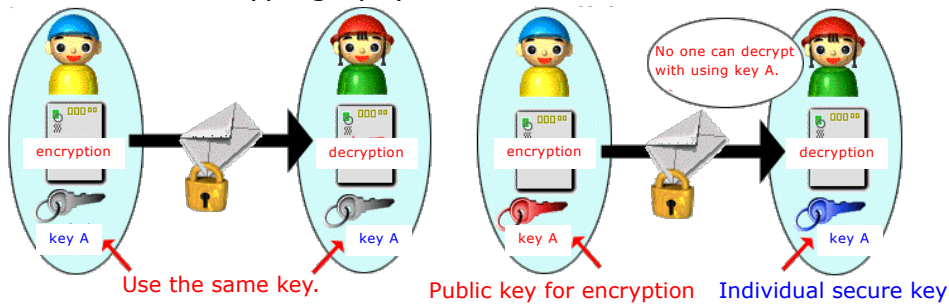 encryption
decryption
key A
key A
Use the same key.
No one can decrypt
with using key A.
encryption
decryption
key A
key A
Public key for encryption
Individual secure key